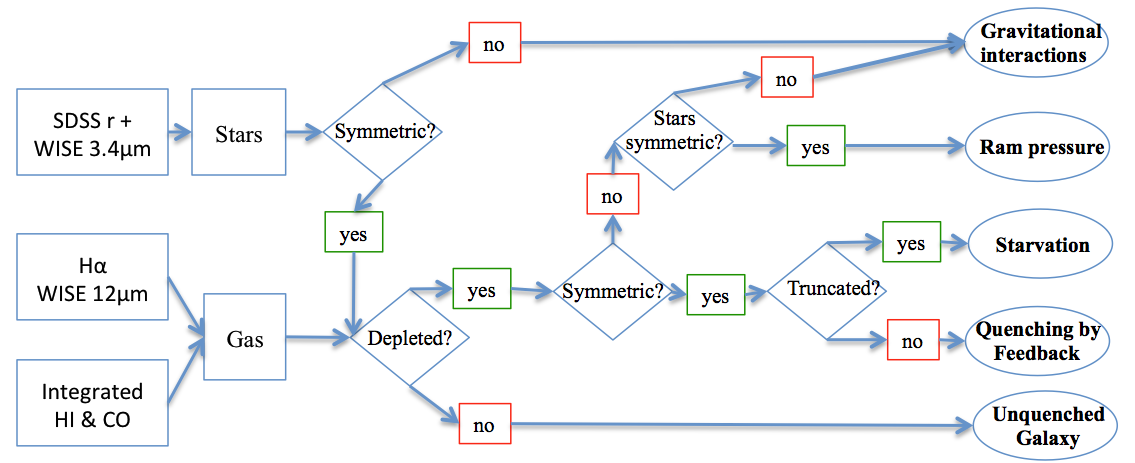 SDSS r +
WISE 3.4μm
Stars
Symmetric?
no
Gravitational
interactions
no
Stars
symmetric?
yes
Ram pressure
no
yes
Hα
WISE 12μm
Gas
Integrated
HI & CO
Depleted?
yes
Symmetric?
yes
Truncated?
yes
Starvation
no
Quenching by
Feedback
no
Unquenched
Galaxy